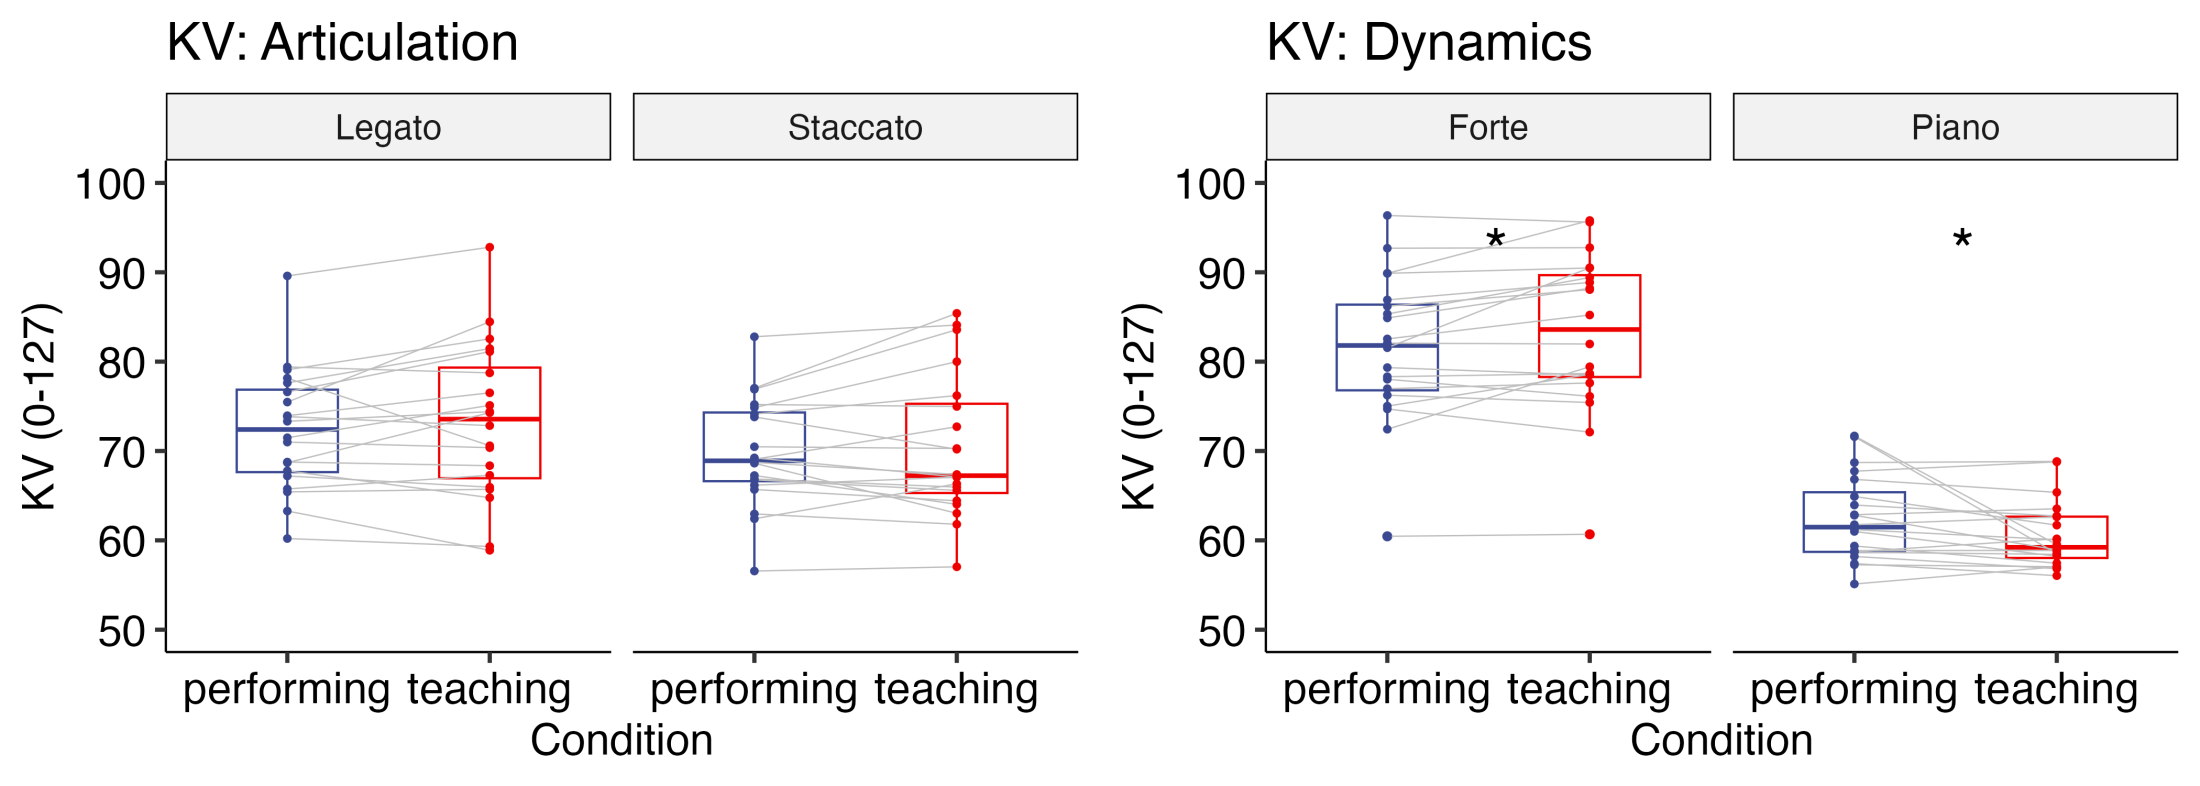 KV: Articulation
Legato
Staccato
100
90
80
70
60
50
KV (0-127)
performing
teaching
performing
teaching
Condition
KV: Dynamics
Forte
Piano
100
90
80
70
60
50
KV (0-127)
*
*
performing
teaching
performing
teaching
Condition